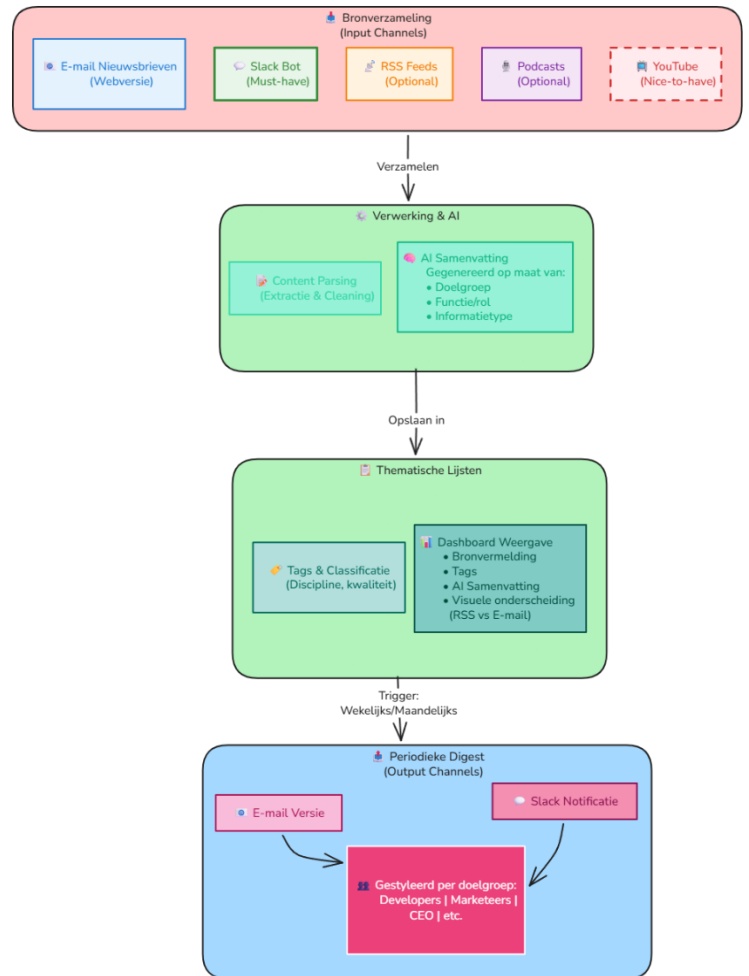 Bronverzameling
(Input Channels)
E-mail Nieuwsbrieven
(Webversie)
Slack Bot
(Must-have)
RSS Feeds
(Optional)
Podcasts
(Optional)
YouTube
(Nice-to-have)
Verzamelen
Verwerking & AI
Content Parsing
(Extractie & Cleaning)
AI Samenvatting
Gegenereerd op maat van:
• Doelgroep
• Functie/rol
• Informatietype
Opslaan in
Thematische Lijsten
Tags & Classificatie
(Discipline, kwaliteit)
Dashboard Weergave
• Bronvermelding
• Tags
• AI Samenvatting
• Visuele onderscheiding
(RSS vs E-mail)
Trigger:
Wekelijks/Maandelijks
Periodieke Digest
(Output Channels)
E-mail Versie
Slack Notificatie
Gestyleerd per doelgroep:
Developers | Marketeers |
CEO | etc.